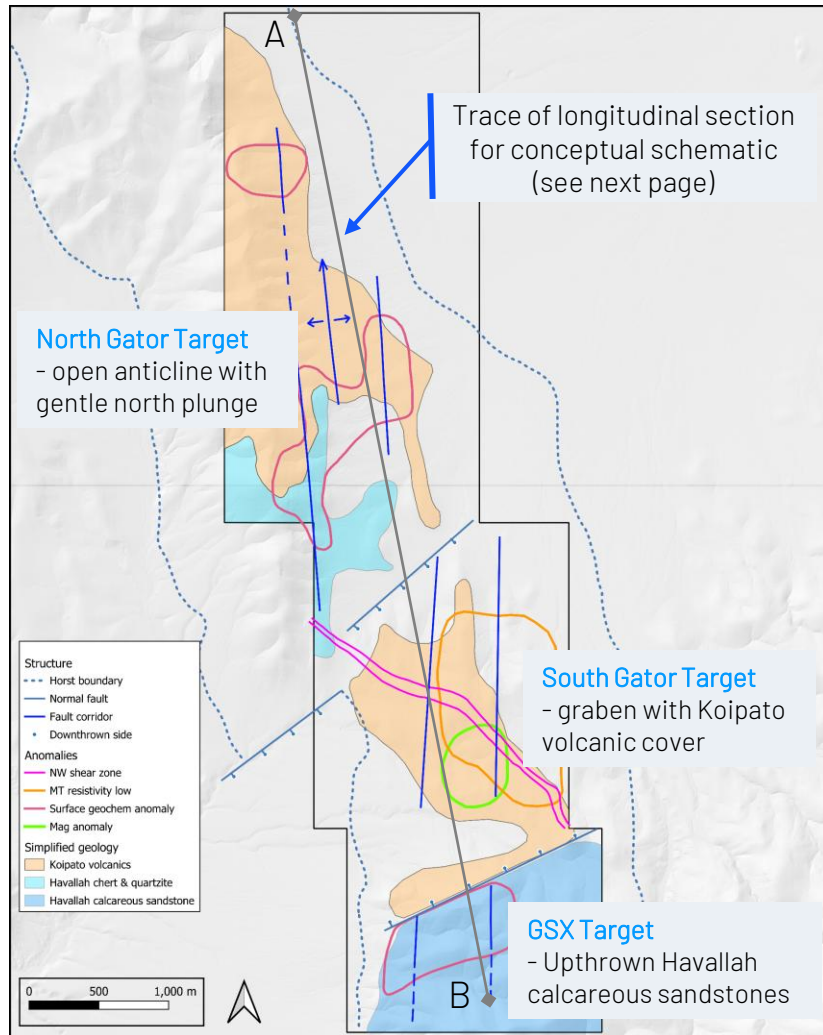 A
Trace of longitudinal section
for conceptual schematic
(see next page)
North Gator Target
- open anticline with
gentle north plunge
South Gator Target
- graben with Koipato
volcanic cover
Structure
Horst boundary
Normal fault
Fault corridor
Downthrown side
Anomalies
NW shear zone
MT resistivity low
Surface geochem anomaly
Mag anomaly
Simplified geology
Koipato volcanics
Havallah chert & quartzite
Havallah calcareous sandstone
GSX Target
- Upthrown Havallah
calcareous sandstones
B
0 500 1,000 m